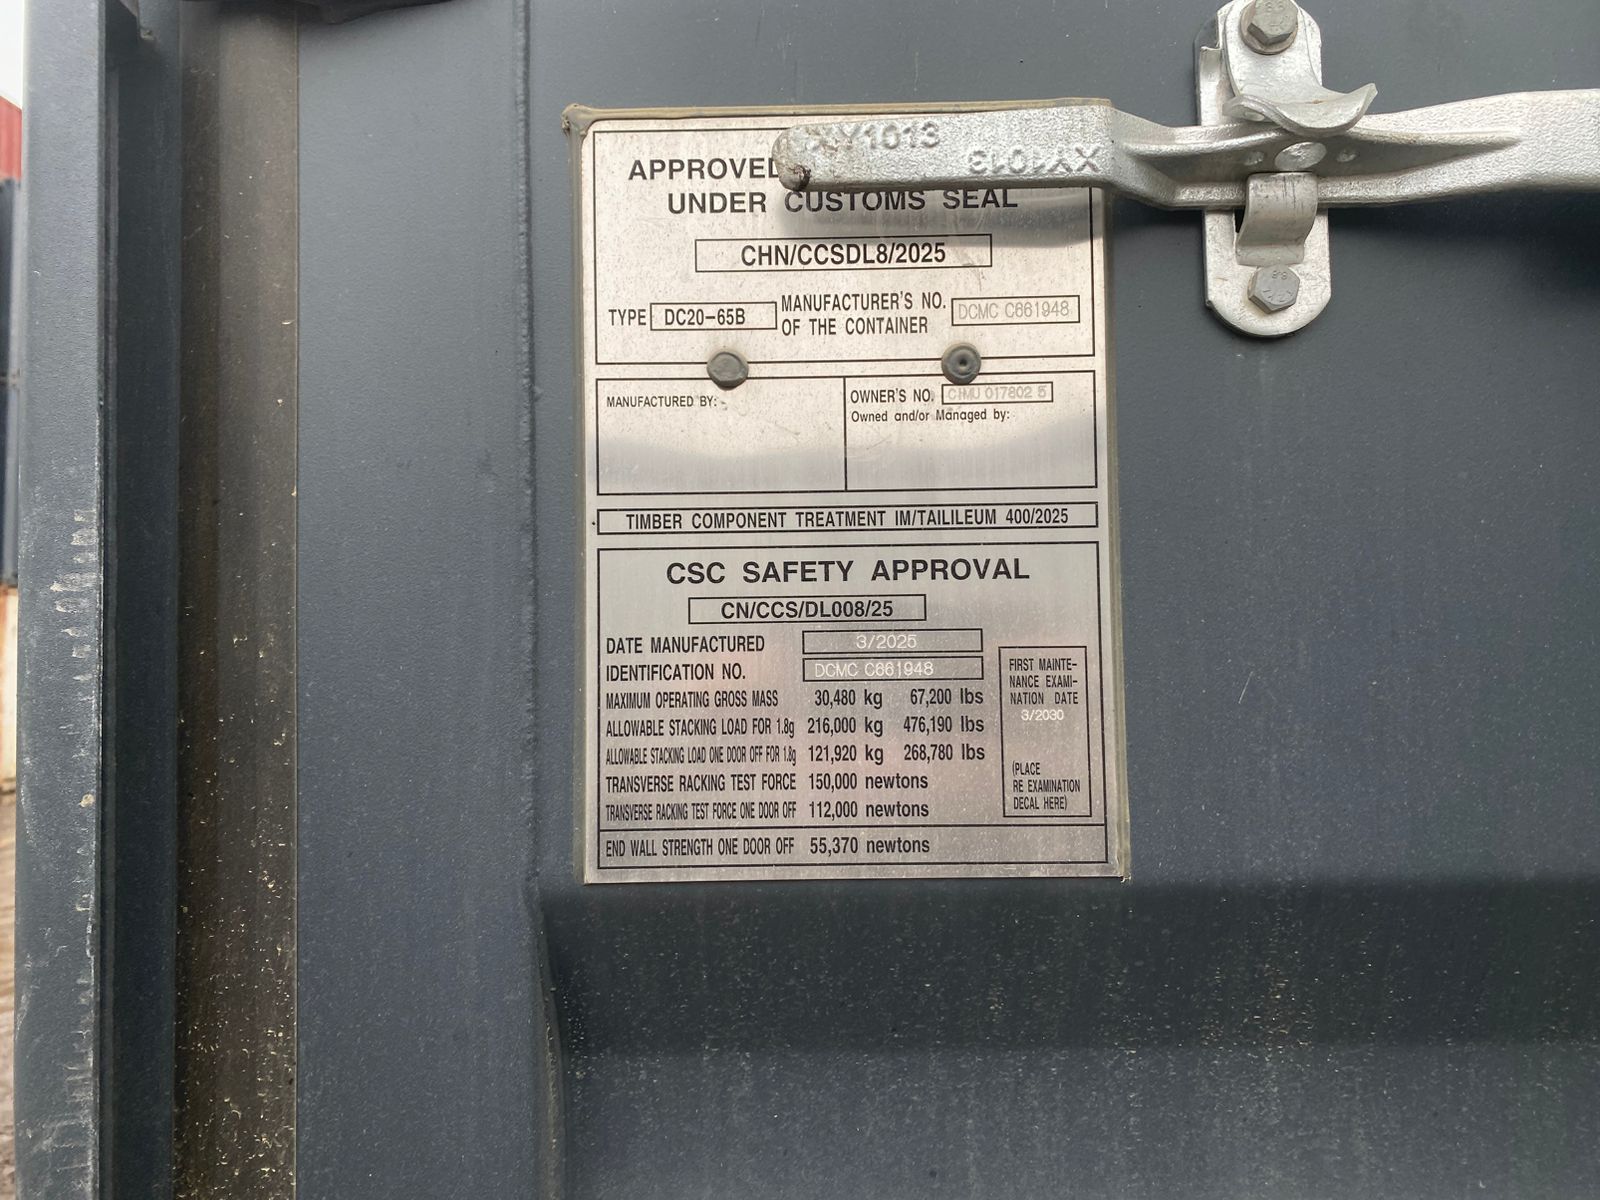 XY1013
XY1013
APPROVED
UNDER CUSTOMS SEAL
CHN/CCSDL8/2025
TYPE DC20-65B
MANUFACTURER'S NO.
OF THE CONTAINER
DCMC C661948
MANUFACTURED BY:
OWNER'S NO. CIMU 017802 5
Owned and/or Managed by:
TIMBER COMPONENT TREATMENT IM/TAILILEUM 400/2025
CSC SAFETY APPROVAL
CN/CCS/DL008/25
DATE MANUFACTURED 3/2025
IDENTIFICATION NO. DCMC C661948
MAXIMUM OPERATING GROSS MASS 30,480 kg 67,200 lbs
ALLOWABLE STACKING LOAD FOR 1.8g 216,000 kg 476,190 lbs
ALLOWABLE STACKING LOAD ONE DOOR OFF FOR 1.8g 121,920 kg 268,780 lbs
TRANSVERSE RACKING TEST FORCE 150,000 newtons
TRANSVERSE RACKING TEST FORCE ONE DOOR OFF 112,000 newtons
END WALL STRENGTH ONE DOOR OFF 55,370 newtons
FIRST MAINTE-
NANCE EXAMI-
NATION DATE
3/2030
(PLACE
RE EXAMINATION
DECAL HERE)
8.8